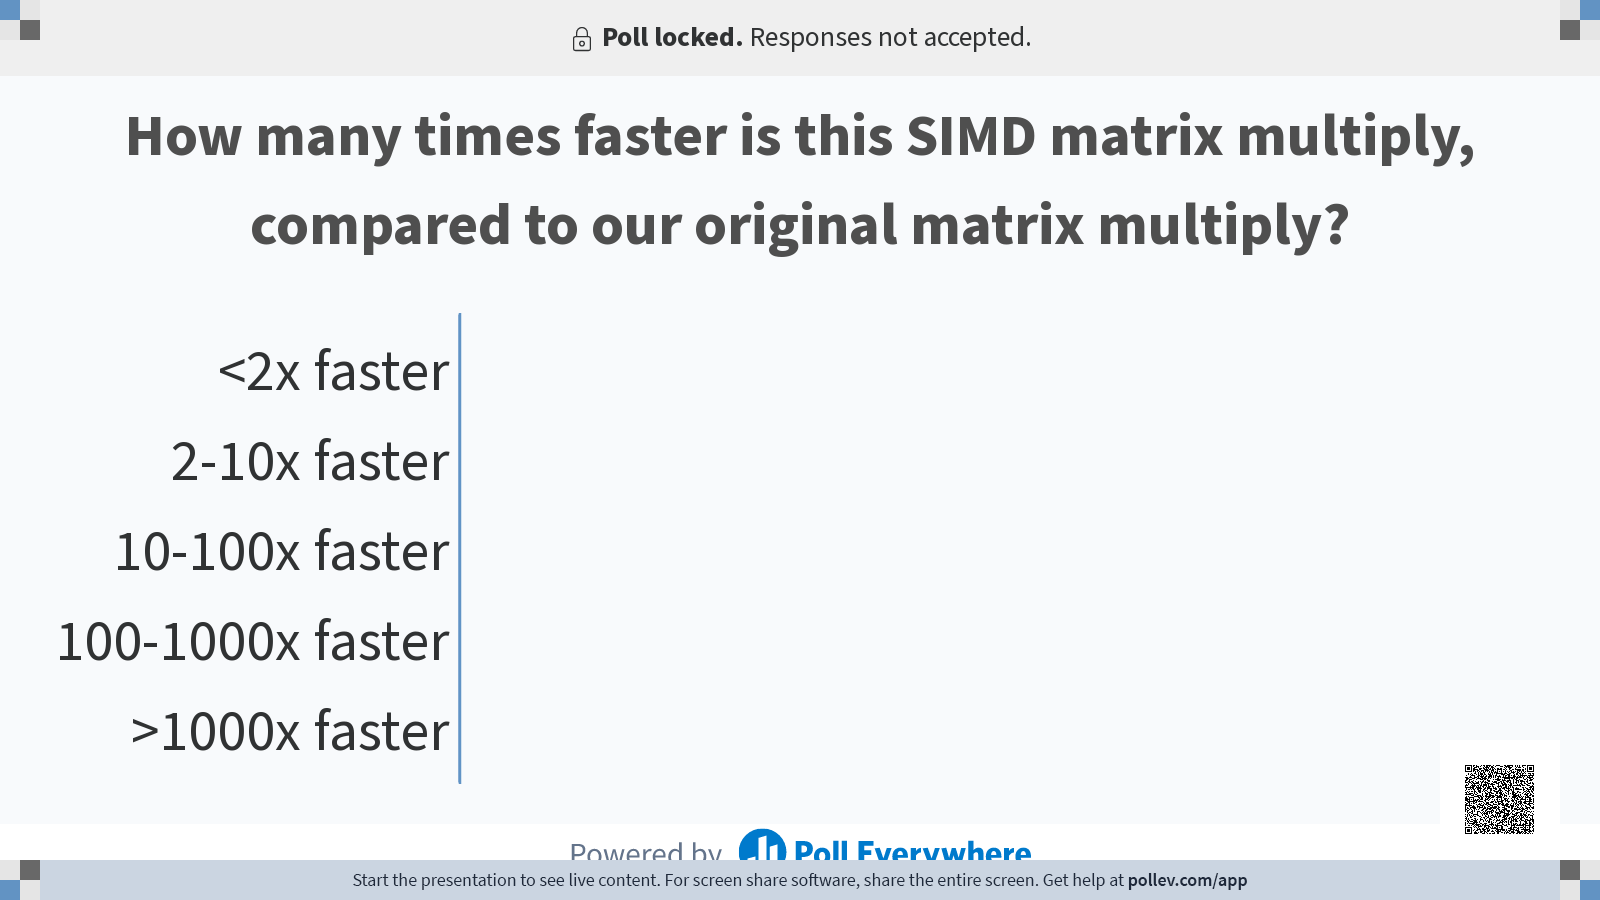 Poll locked. Responses not accepted.
How many times faster is this SIMD matrix multiply,
compared to our original matrix multiply?
<2x faster
2-10x faster
10-100x faster
100-1000x faster
>1000x faster
Powered by Poll Everywhere
Start the presentation to see live content. For screen share software, share the entire screen. Get help at pollev.com/app